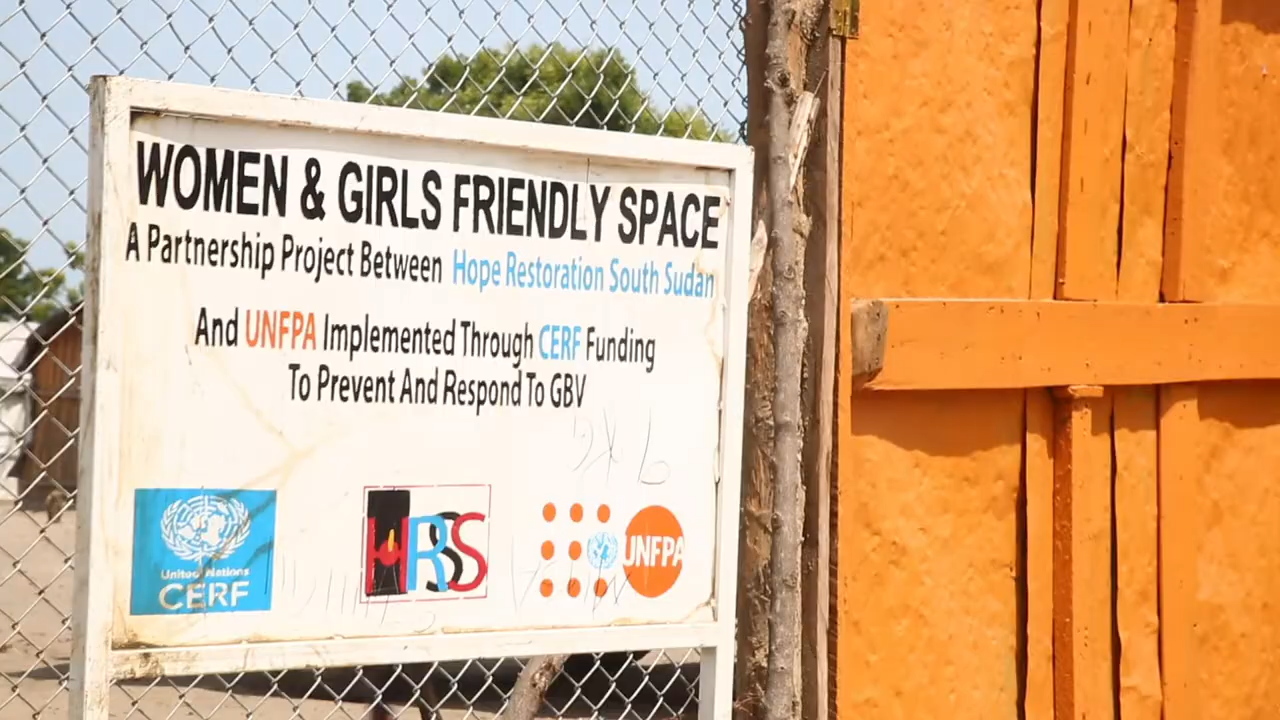 WOMEN & GIRLS FRIENDLY SPACE
A Partnership Project Between Hope Restoration South Sudan
And UNFPA Implemented Through CERF Funding
To Prevent And Respond To GBV
United Nations
CERF
HRSS
UNFPA